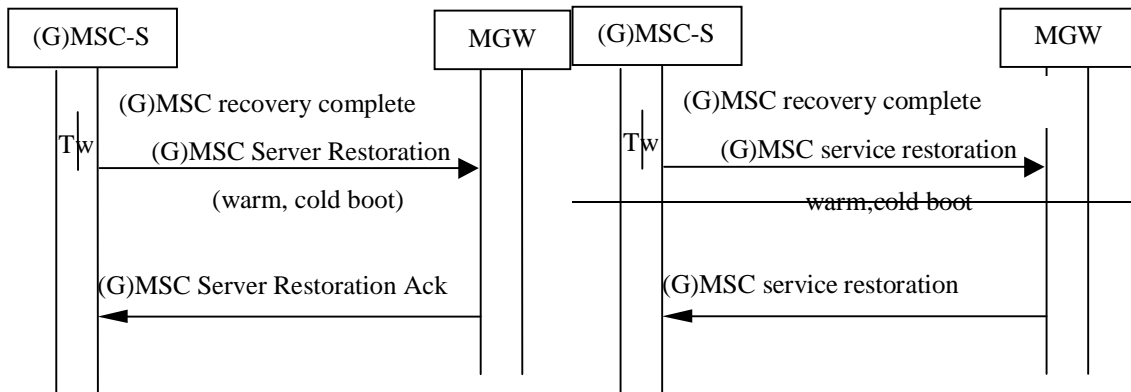 (G)MSC-S
MGW
(G)MSC recovery complete
Tw
(G)MSC Server Restoration
(warm, cold boot)
(G)MSC Server Restoration Ack
(G)MSC-S
MGW
(G)MSC recovery complete
Tw
(G)MSC service restoration
warm,cold boot
(G)MSC service restoration